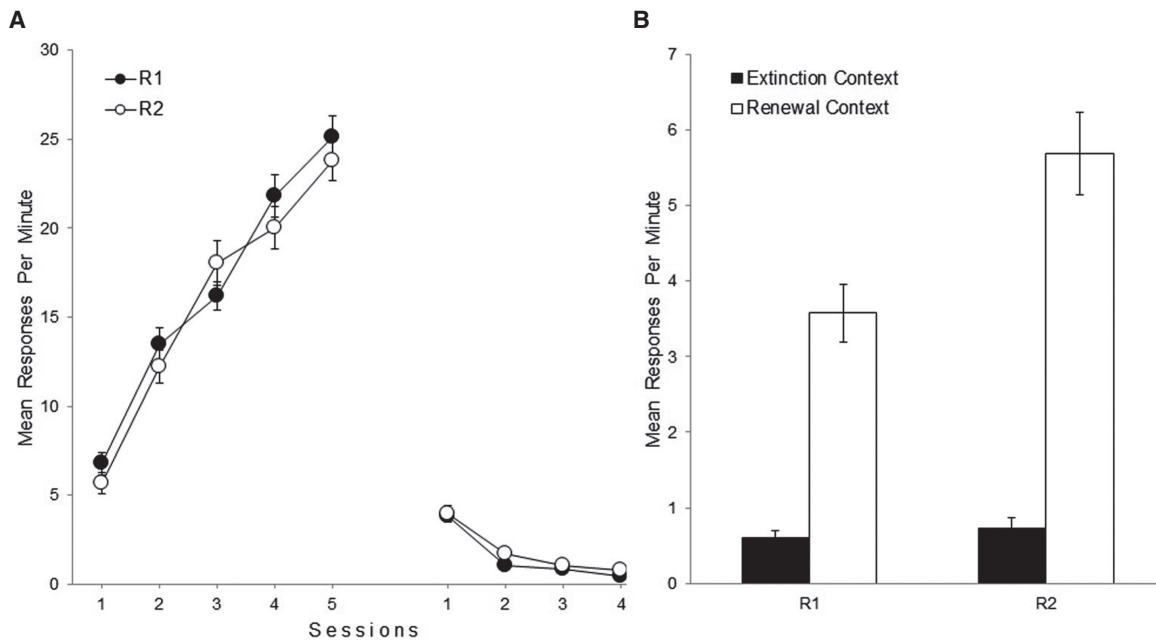 A
30
25
20
15
10
5
0
Mean Responses Per Minute
R1
R2
1 2 3 4 5 1 2 3 4
Sessions
B
7
6
5
4
3
2
1
0
Mean Responses Per Minute
Extinction Context
Renewal Context
R1 R2